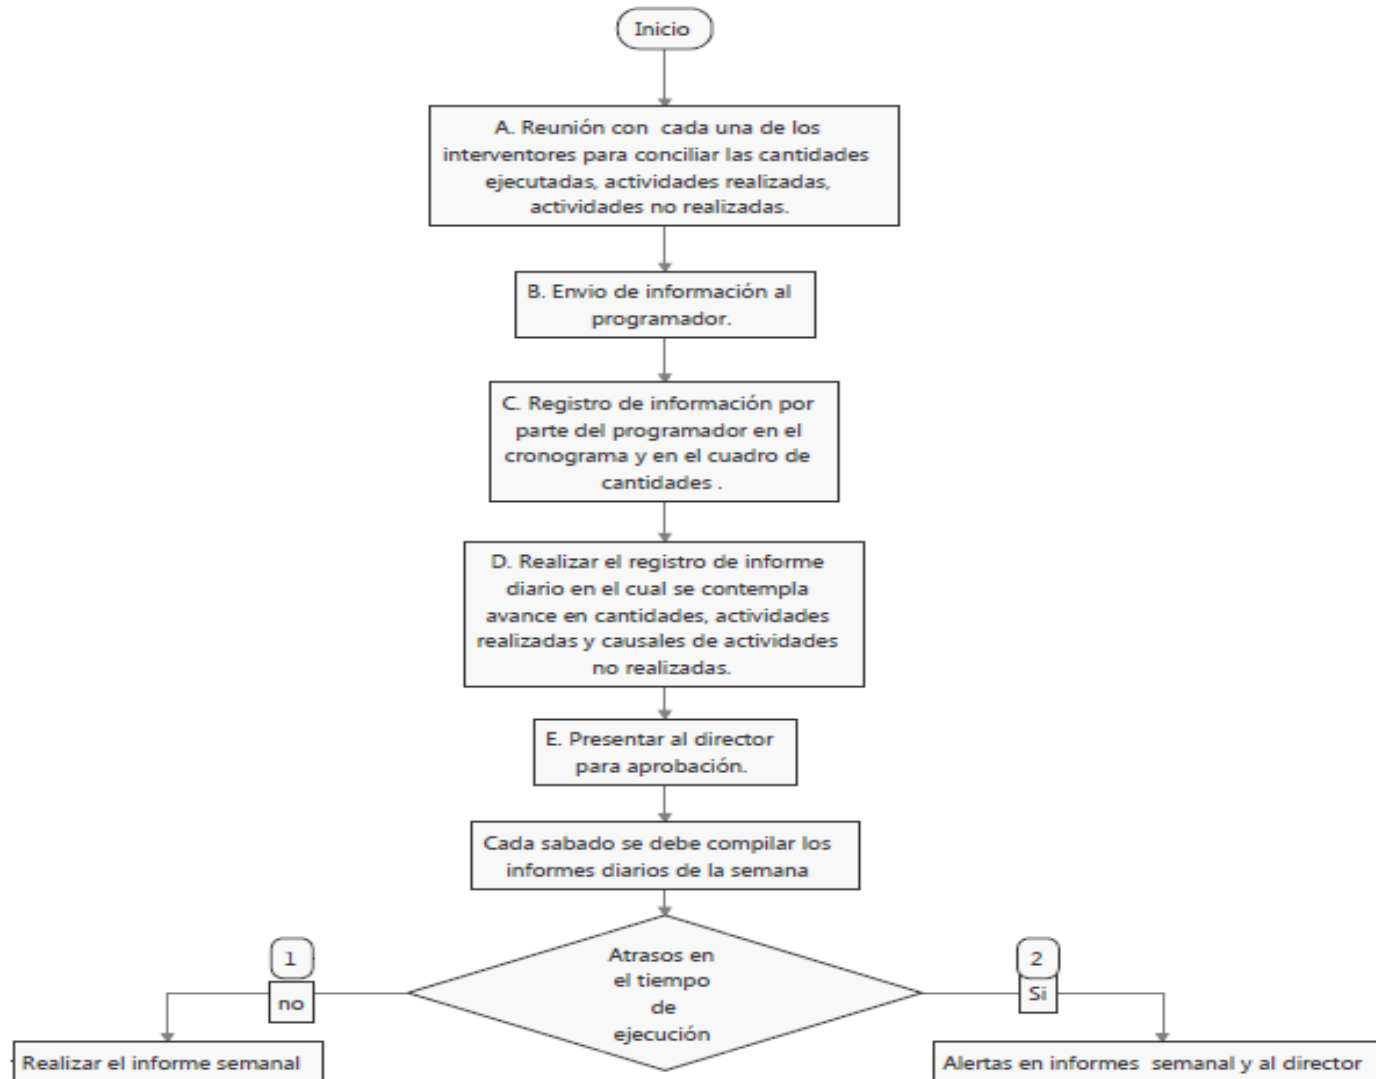 Inicio
A. Reunión con cada una de los
interventores para conciliar las cantidades
ejecutadas, actividades realizadas,
actividades no realizadas.
B. Envio de información al
programador.
C. Registro de información por
parte del programador en el
cronograma y en el cuadro de
cantidades .
D. Realizar el registro de informe
diario en el cual se contempla
avance en cantidades, actividades
realizadas y causales de actividades
no realizadas.
E. Presentar al director
para aprobación.
Cada sabado se debe compilar los
informes diarios de la semana
Atrasos en
el tiempo
de
ejecución
1
no
2
Si
Realizar el informe semanal
Alertas en informes semanal y al director